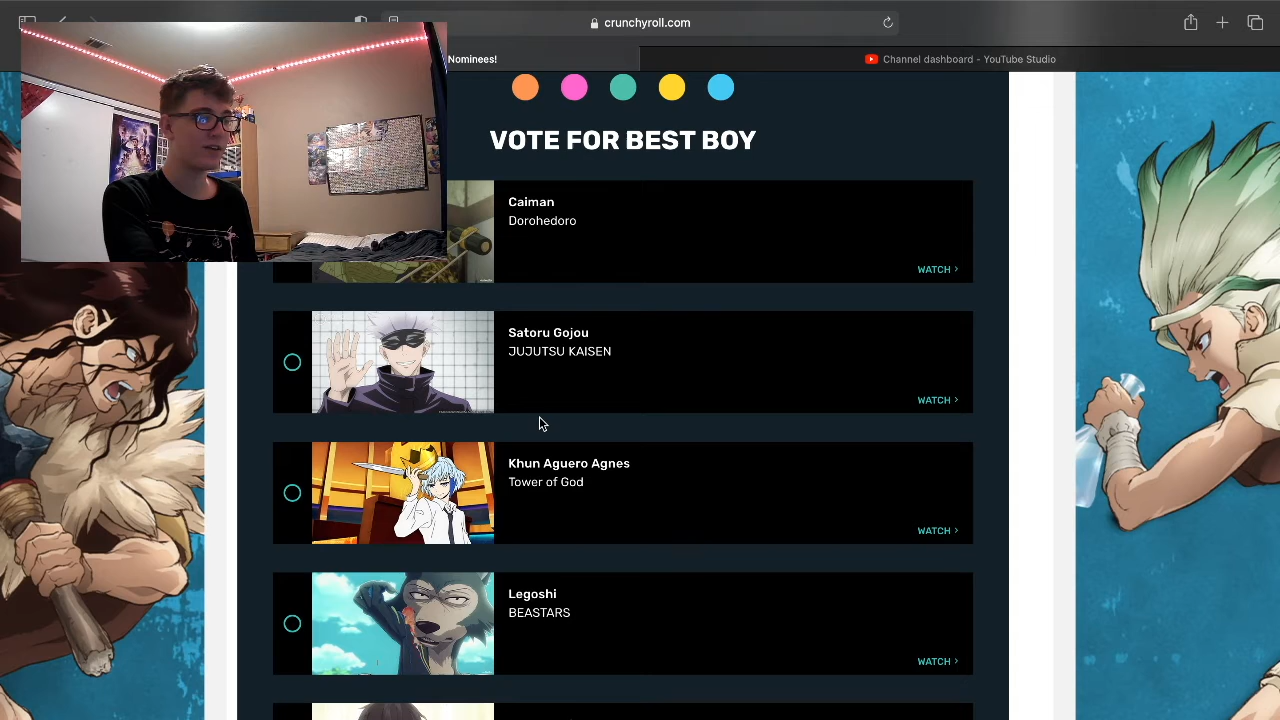 crunchyroll.com
Nominees!
Channel dashboard - YouTube Studio
VOTE FOR BEST BOY
Caiman
Dorohedoro
WATCH >
Satoru Gojou
JUJUTSU KAISEN
WATCH >
Khun Aguero Agnes
Tower of God
WATCH >
Legoshi
BEASTARS
WATCH >